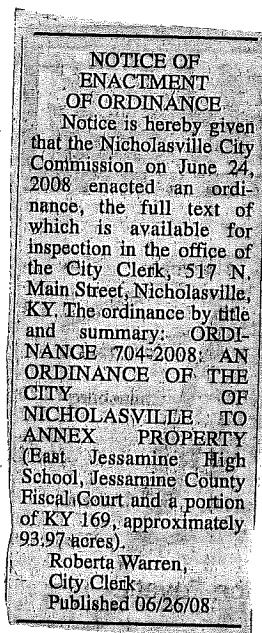 NOTICE OF
ENACTMENT
OF ORDINANCE
Notice is hereby given
that the Nicholasville City
Commission on June 24,
2008 enacted an ordi-
nance, the full text of
which is available for
inspection in the office of
the City Clerk, 517 N.
Main Street, Nicholasville,
KY. The ordinance by title
and summary: ORDI-
NANCE 704-2008: AN
ORDINANCE OF THE
CITY OF
NICHOLASVILLE TO
ANNEX PROPERTY
(East Jessamine High
School, Jessamine County
Fiscal Court and a portion
of KY 169, approximately
93.97 acres).
Roberta Warren,
City Clerk
Published 06/26/08